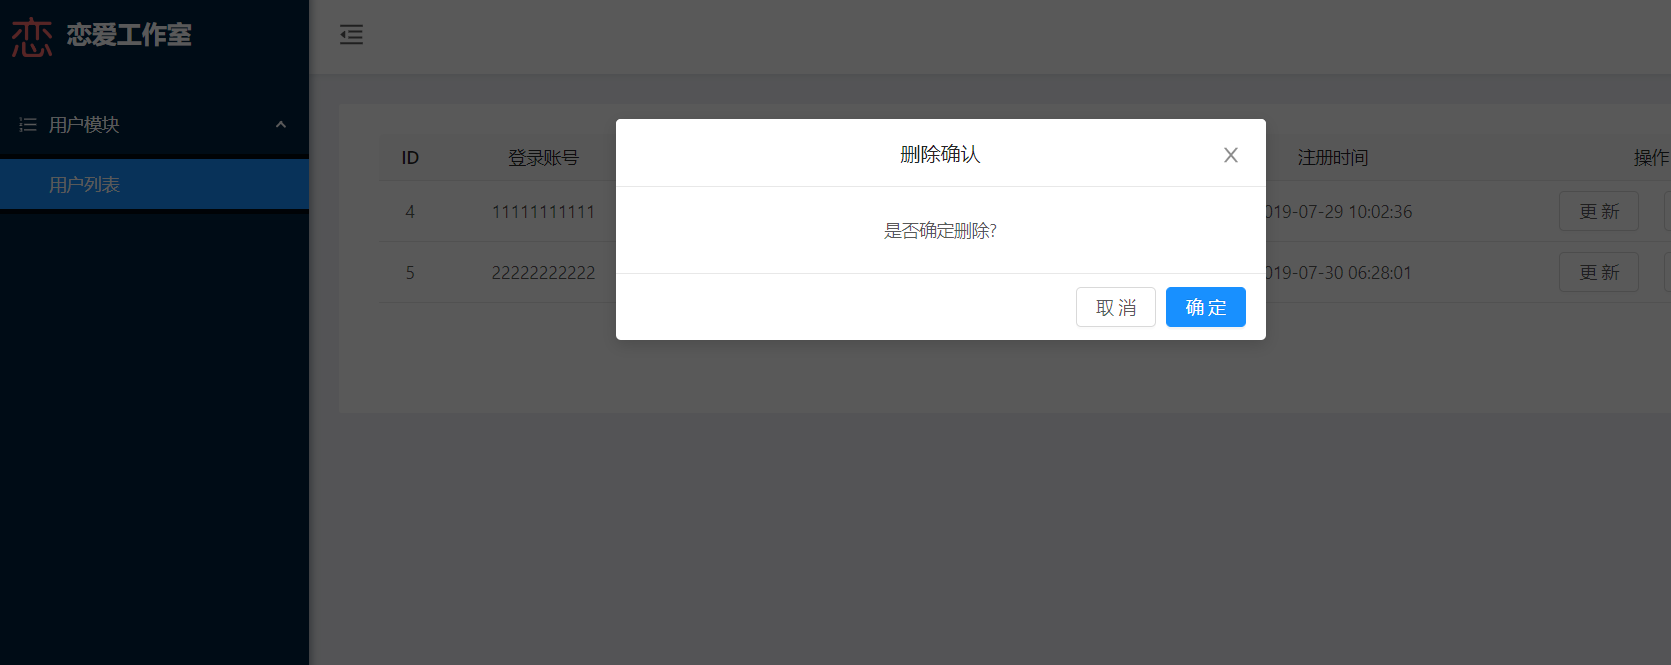 恋 恋爱工作室
用户模块
用户列表
删除确认
是否确定删除?
取 消 确 定
ID 登录账号 注册时间 操作
4 11111111111 019-07-29 10:02:36 更 新
5 22222222222 019-07-30 06:28:01 更 新